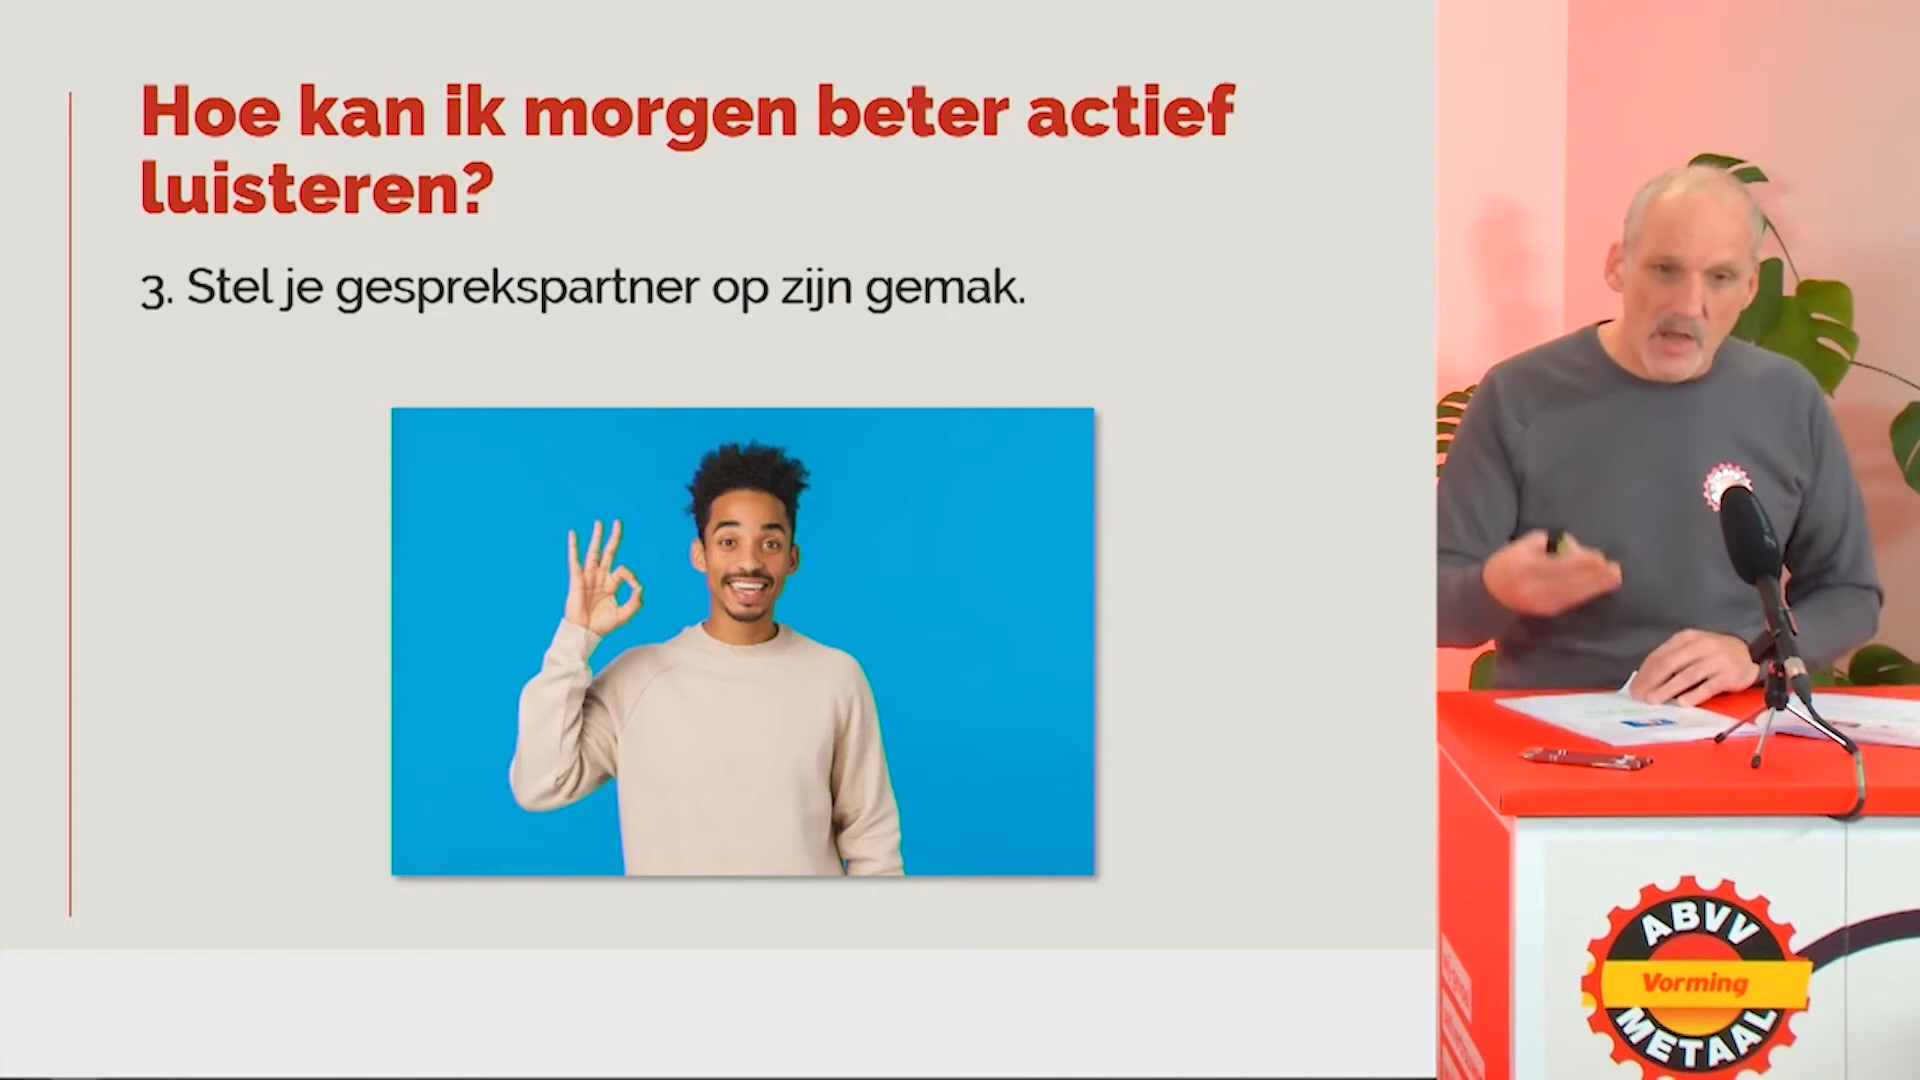 Hoe kan ik morgen beter actief
luisteren?
3. Stel je gesprekspartner op zijn gemak.
ABVV
Vorming
METAAL